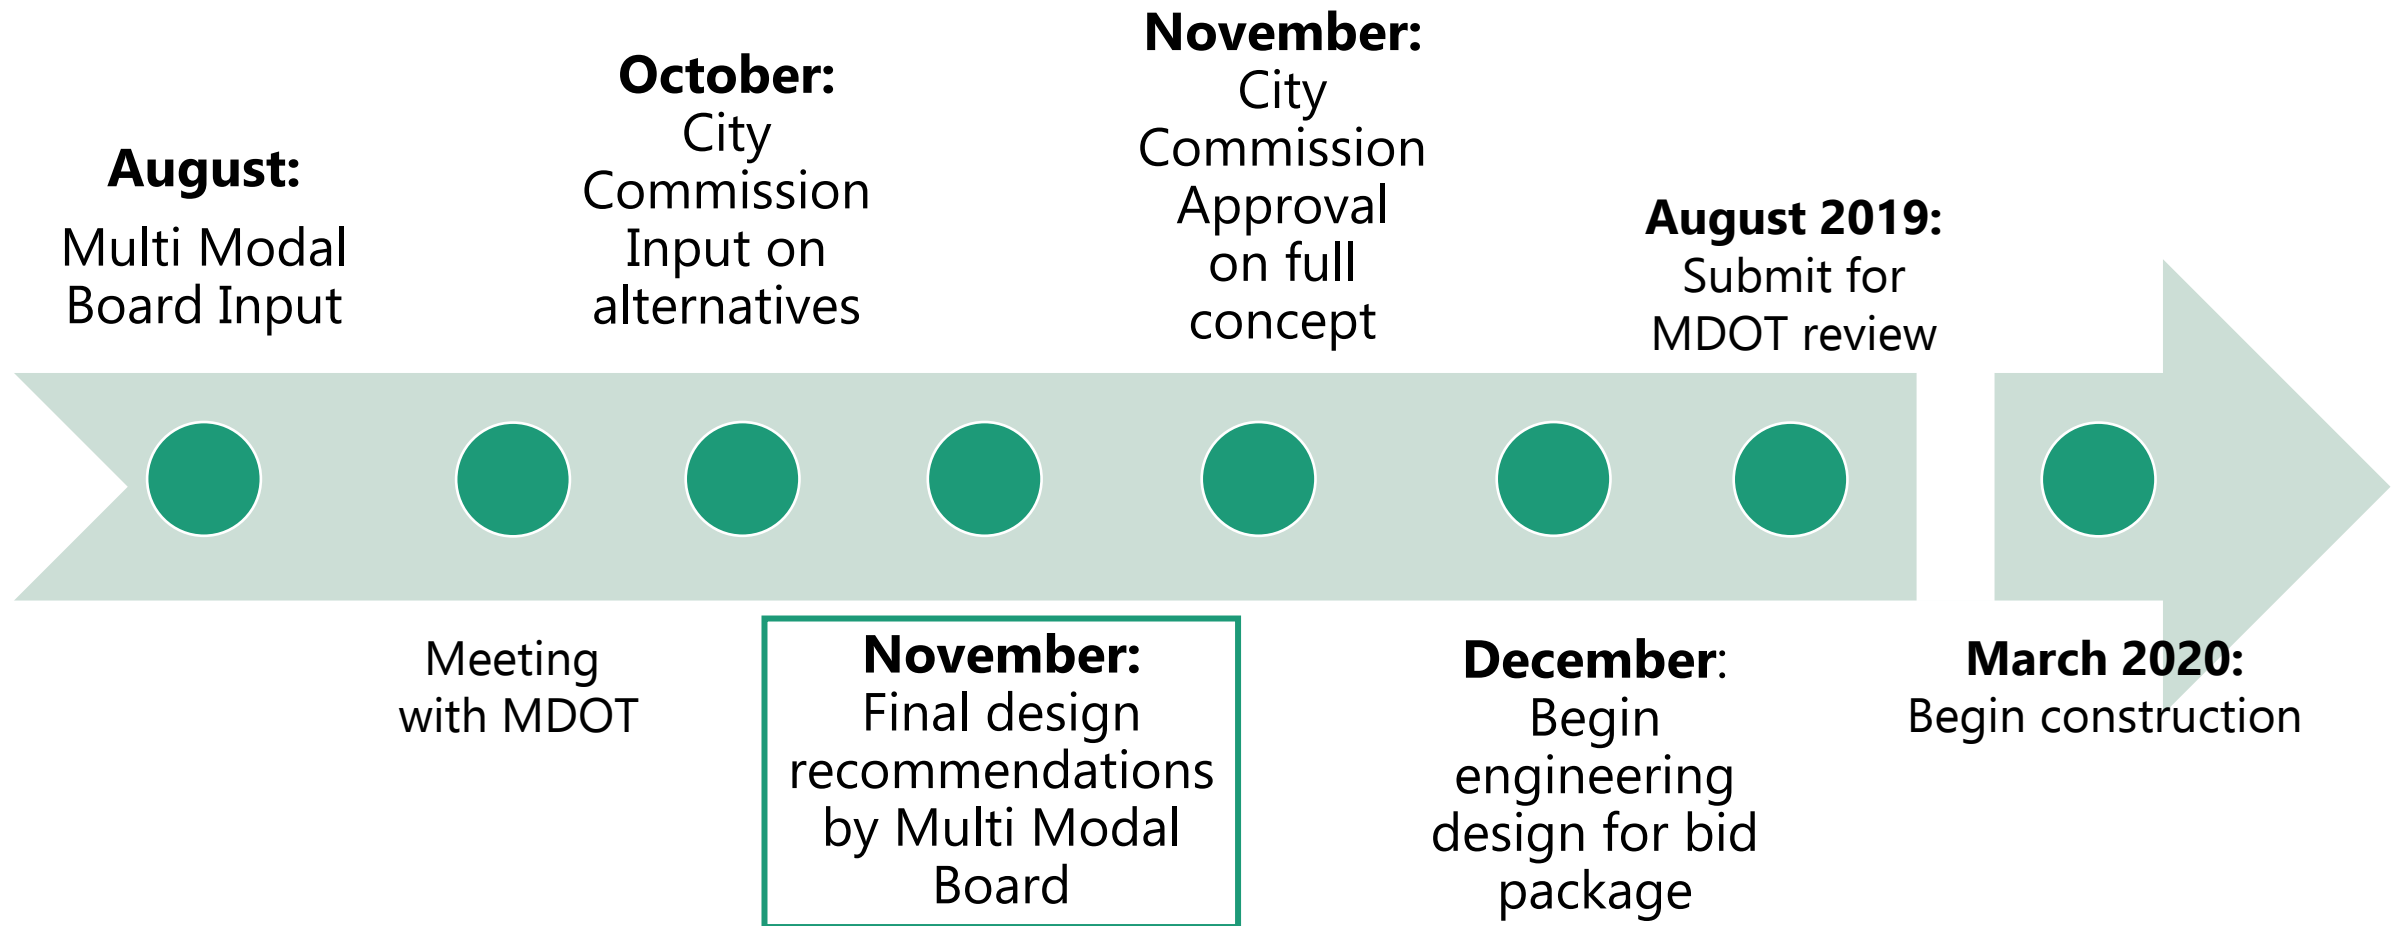 August:
Multi Modal
Board Input
Meeting
with MDOT
October:
City
Commission
Input on
alternatives
November:
Final design
recommendations
by Multi Modal
Board
November:
City
Commission
Approval
on full
concept
December:
Begin
engineering
design for bid
package
August 2019:
Submit for
MDOT review
March 2020:
Begin construction